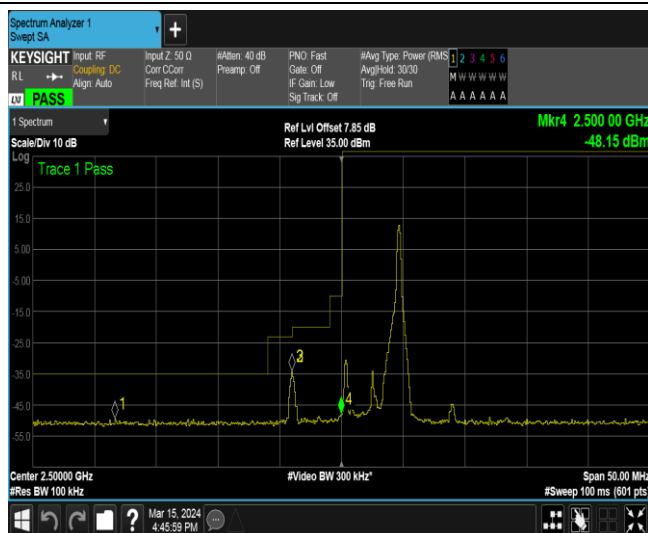 Spectrum Analyzer 1
Swept SA
KEYSIGHT
RL
PASS
Input: RF
Coupling: DC
Align: Auto
Input Z: 50 Ω
Corr CCorr
Freq Ref: Int (S)
#Atten: 40 dB
Preamp: Off
PNO: Fast
Gate: Off
IF Gain: Low
Sig Track: Off
#Avg Type: Power (RMS
Avg|Hold: 30/30
Trig: Free Run
1 2 3 4 5 6
M W W W W W
A A A A A A
1 Spectrum
Scale/Div 10 dB
Ref Lvl Offset 7.85 dB
Ref Level 35.00 dBm
Mkr4 2.500 00 GHz
-48.15 dBm
Log
Trace 1 Pass
25.0
15.0
5.00
-5.00
-15.0
-25.0
-35.0
-45.0
-55.0
1
4
Center 2.50000 GHz
#Res BW 100 kHz
#Video BW 300 kHz*
Span 50.00 MHz
#Sweep 100 ms (601 pts)
?
Mar 15, 2024
4:45:59 PM